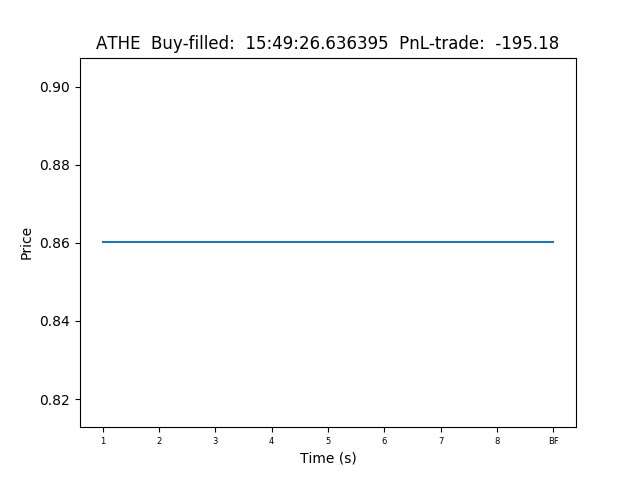 ATHE Buy-filled: 15:49:26.636395 PnL-trade: -195.18
0.90
0.88
0.86
0.84
0.82
Price
1 2 3 4 5 6 7 8 BF
Time (s)